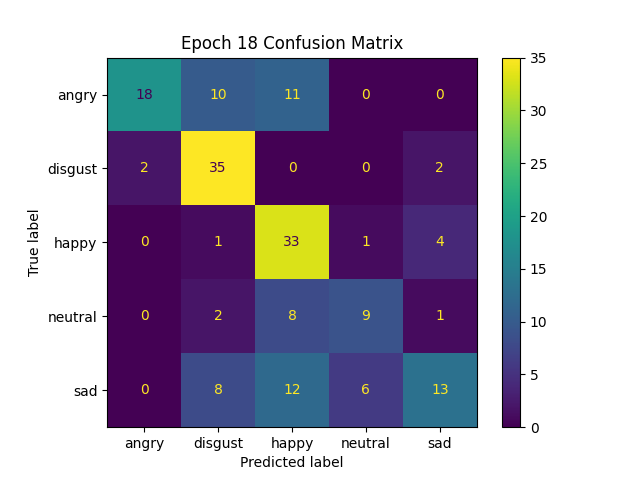 Epoch 18 Confusion Matrix
True label
angry 18 10 11 0 0
disgust 2 35 0 0 2
happy 0 1 33 1 4
neutral 0 2 8 9 1
sad 0 8 12 6 13
angry disgust happy neutral sad
Predicted label
35
30
25
20
15
10
5
0